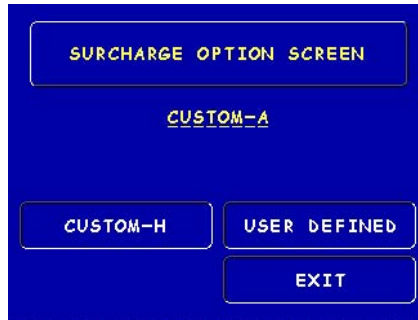 SURCHARGE OPTION SCREEN
CUSTOM-A
CUSTOM-H
USER DEFINED
EXIT